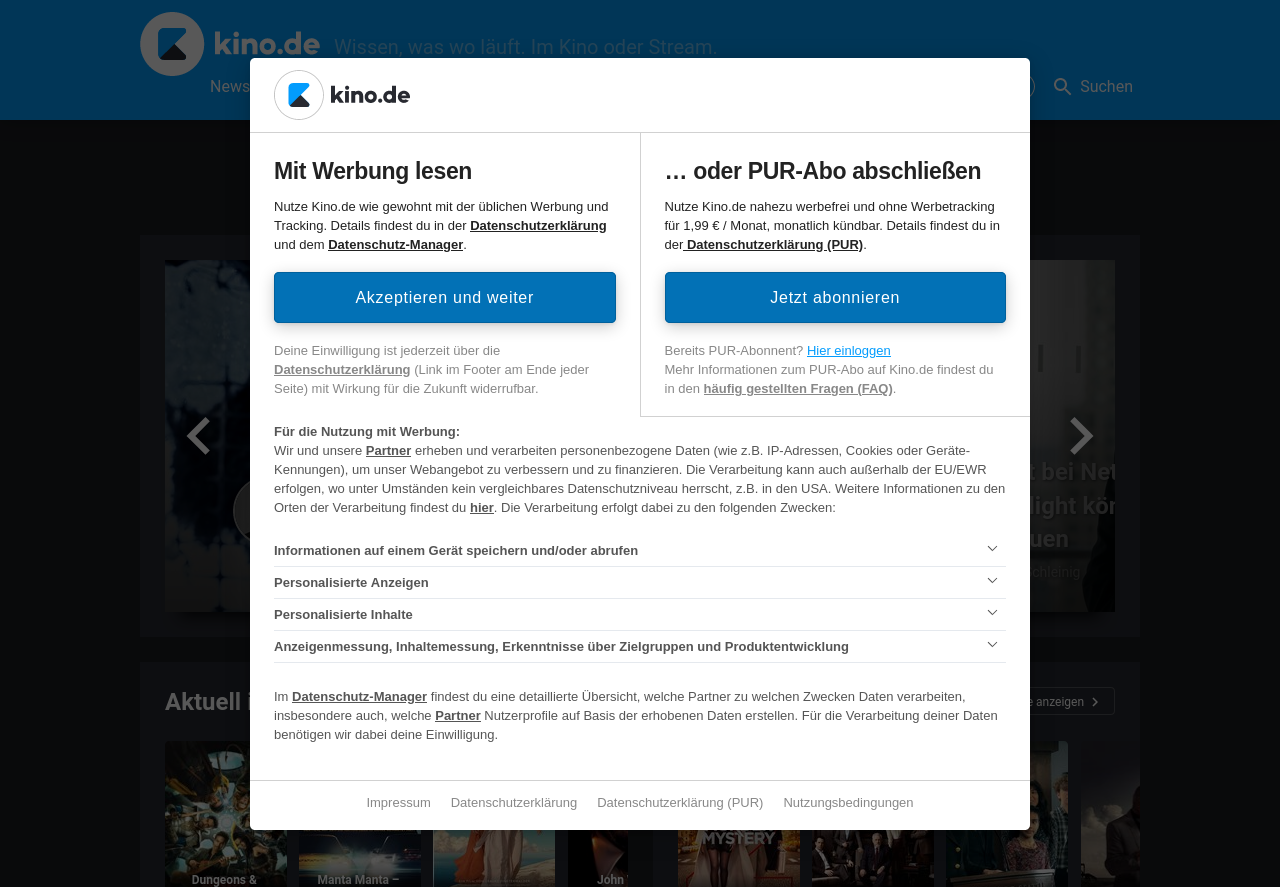 kino.de Wissen, was wo läuft. Im Kino oder Stream.
News
Suchen
kino.de
Mit Werbung lesen
Nutze Kino.de wie gewohnt mit der üblichen Werbung und
Tracking. Details findest du in der Datenschutzerklärung
und dem Datenschutz-Manager.
Akzeptieren und weiter
Deine Einwilligung ist jederzeit über die
Datenschutzerklärung (Link im Footer am Ende jeder
Seite) mit Wirkung für die Zukunft widerrufbar.
… oder PUR-Abo abschließen
Nutze Kino.de nahezu werbefrei und ohne Werbetracking
für 1,99 € / Monat, monatlich kündbar. Details findest du in
der Datenschutzerklärung (PUR).
Jetzt abonnieren
Bereits PUR-Abonnent? Hier einloggen
Mehr Informationen zum PUR-Abo auf Kino.de findest du
in den häufig gestellten Fragen (FAQ).
Für die Nutzung mit Werbung:
Wir und unsere Partner erheben und verarbeiten personenbezogene Daten (wie z.B. IP-Adressen, Cookies oder Geräte-
Kennungen), um unser Webangebot zu verbessern und zu finanzieren. Die Verarbeitung kann auch außerhalb der EU/EWR
erfolgen, wo unter Umständen kein vergleichbares Datenschutzniveau herrscht, z.B. in den USA. Weitere Informationen zu den
Orten der Verarbeitung findest du hier. Die Verarbeitung erfolgt dabei zu den folgenden Zwecken:
Informationen auf einem Gerät speichern und/oder abrufen
Personalisierte Anzeigen
Personalisierte Inhalte
Anzeigenmessung, Inhaltemessung, Erkenntnisse über Zielgruppen und Produktentwicklung
Im Datenschutz-Manager findest du eine detaillierte Übersicht, welche Partner zu welchen Zwecken Daten verarbeiten,
insbesondere auch, welche Partner Nutzerprofile auf Basis der erhobenen Daten erstellen. Für die Verarbeitung deiner Daten
benötigen wir dabei deine Einwilligung.
Impressum Datenschutzerklärung Datenschutzerklärung (PUR) Nutzungsbedingungen
bei Net
light kön
uen
Aktuell i
anzeigen
MYSTERY
Dungeons &
Manta Manta –
John